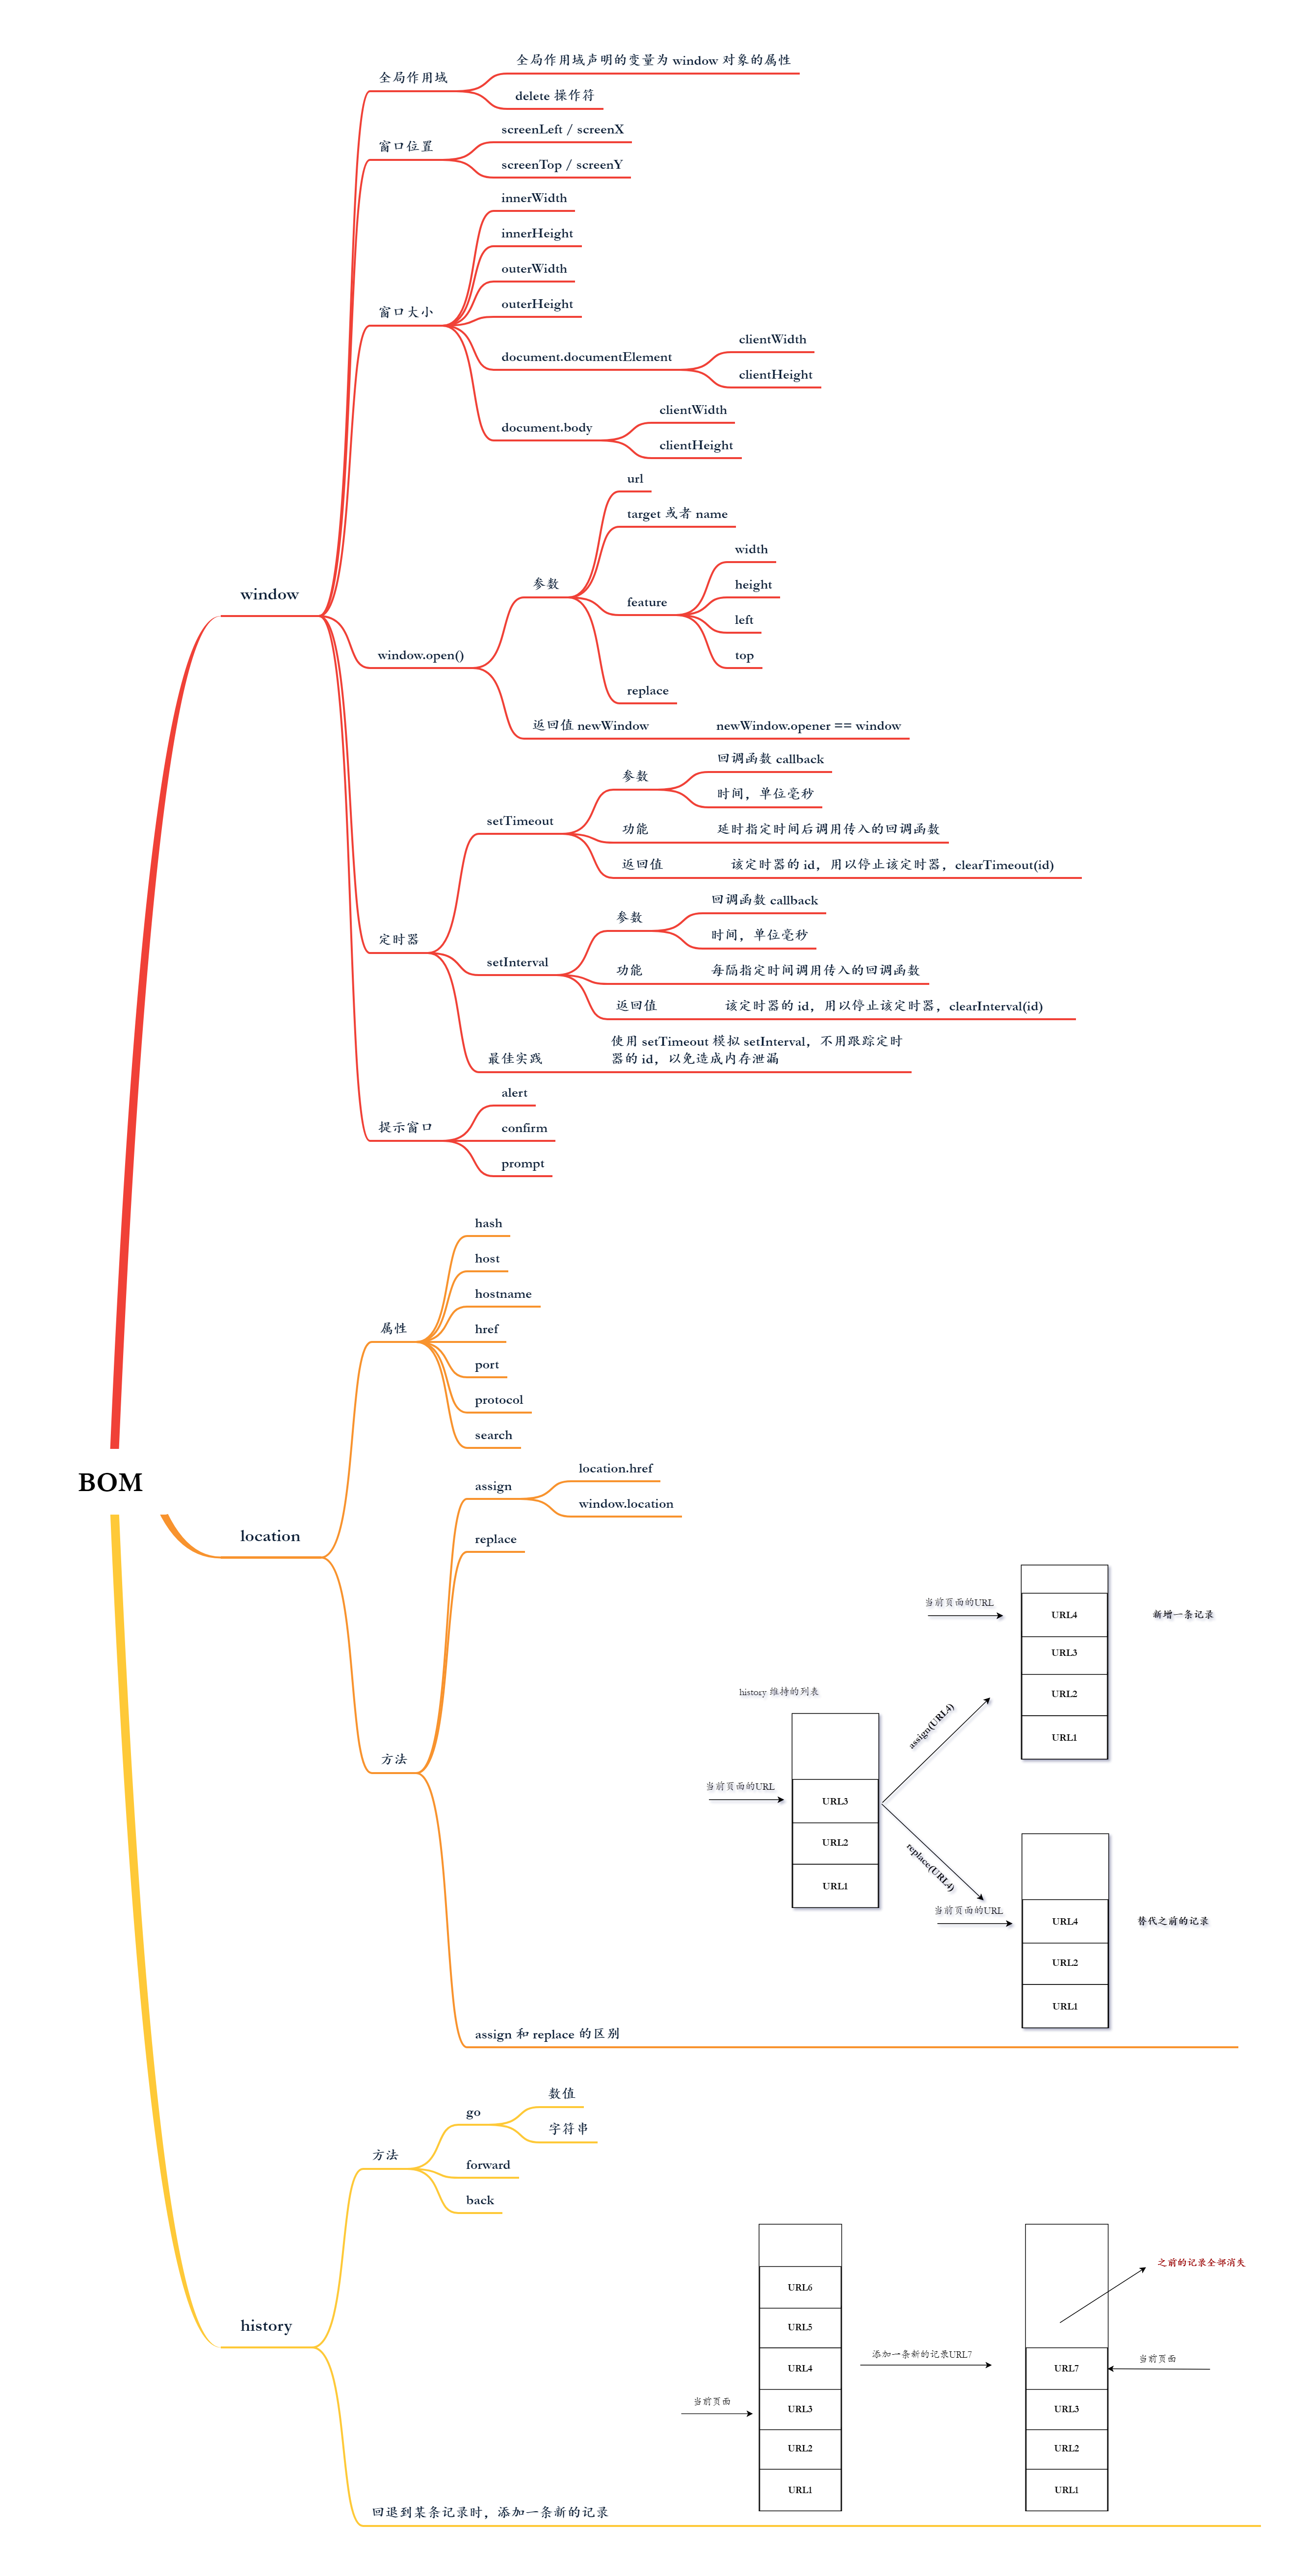 BOM
window
全局作用域
全局作用域声明的变量为 window 对象的属性
delete 操作符
窗口位置
screenLeft / screenX
screenTop / screenY
窗口大小
innerWidth
innerHeight
outerWidth
outerHeight
document.documentElement
clientWidth
clientHeight
document.body
clientWidth
clientHeight
window.open()
参数
url
target 或者 name
feature
width
height
left
top
replace
返回值 newWindow
newWindow.opener == window
定时器
setTimeout
参数
回调函数 callback
时间，单位毫秒
功能
延时指定时间后调用传入的回调函数
返回值
该定时器的 id，用以停止该定时器，clearTimeout(id)
setInterval
参数
回调函数 callback
时间，单位毫秒
功能
每隔指定时间调用传入的回调函数
返回值
该定时器的 id，用以停止该定时器，clearInterval(id)
最佳实践
使用 setTimeout 模拟 setInterval，不用跟踪定时
器的 id，以免造成内存泄漏
提示窗口
alert
confirm
prompt
location
属性
hash
host
hostname
href
port
protocol
search
方法
assign
location.href
window.location
replace
assign 和 replace 的区别
history 维持的列表
当前页面的URL
URL3
URL2
URL1
assign(URL4)
replace(URL4)
当前页面的URL
URL4
URL3
URL2
URL1
新增一条记录
当前页面的URL
URL4
URL2
URL1
替代之前的记录
history
方法
go
数值
字符串
forward
back
回退到某条记录时，添加一条新的记录
当前页面
URL6
URL5
URL4
URL3
URL2
URL1
添加一条新的记录URL7
之前的记录全部消失
当前页面
URL7
URL3
URL2
URL1